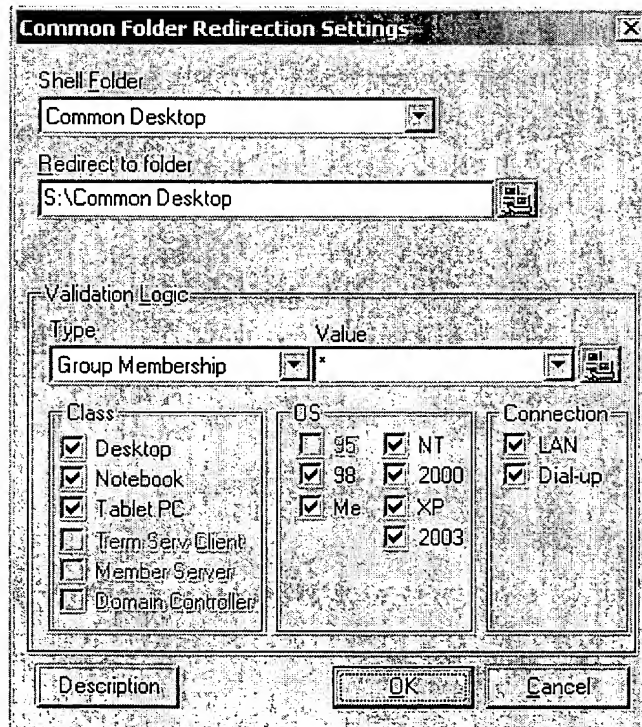 Common Folder Redirection Settings
Shell Folder
Common Desktop
Redirect to folder
S:\Common Desktop
Validation Logic
Type
Value
Group Membership
*
Class
Desktop
Notebook
Tablet PC
Term Serv Client
Member Server
Domain Controller
OS
95
98
Me
NT
2000
XP
2003
Connection
LAN
Dial-up
Description
OK
Cancel